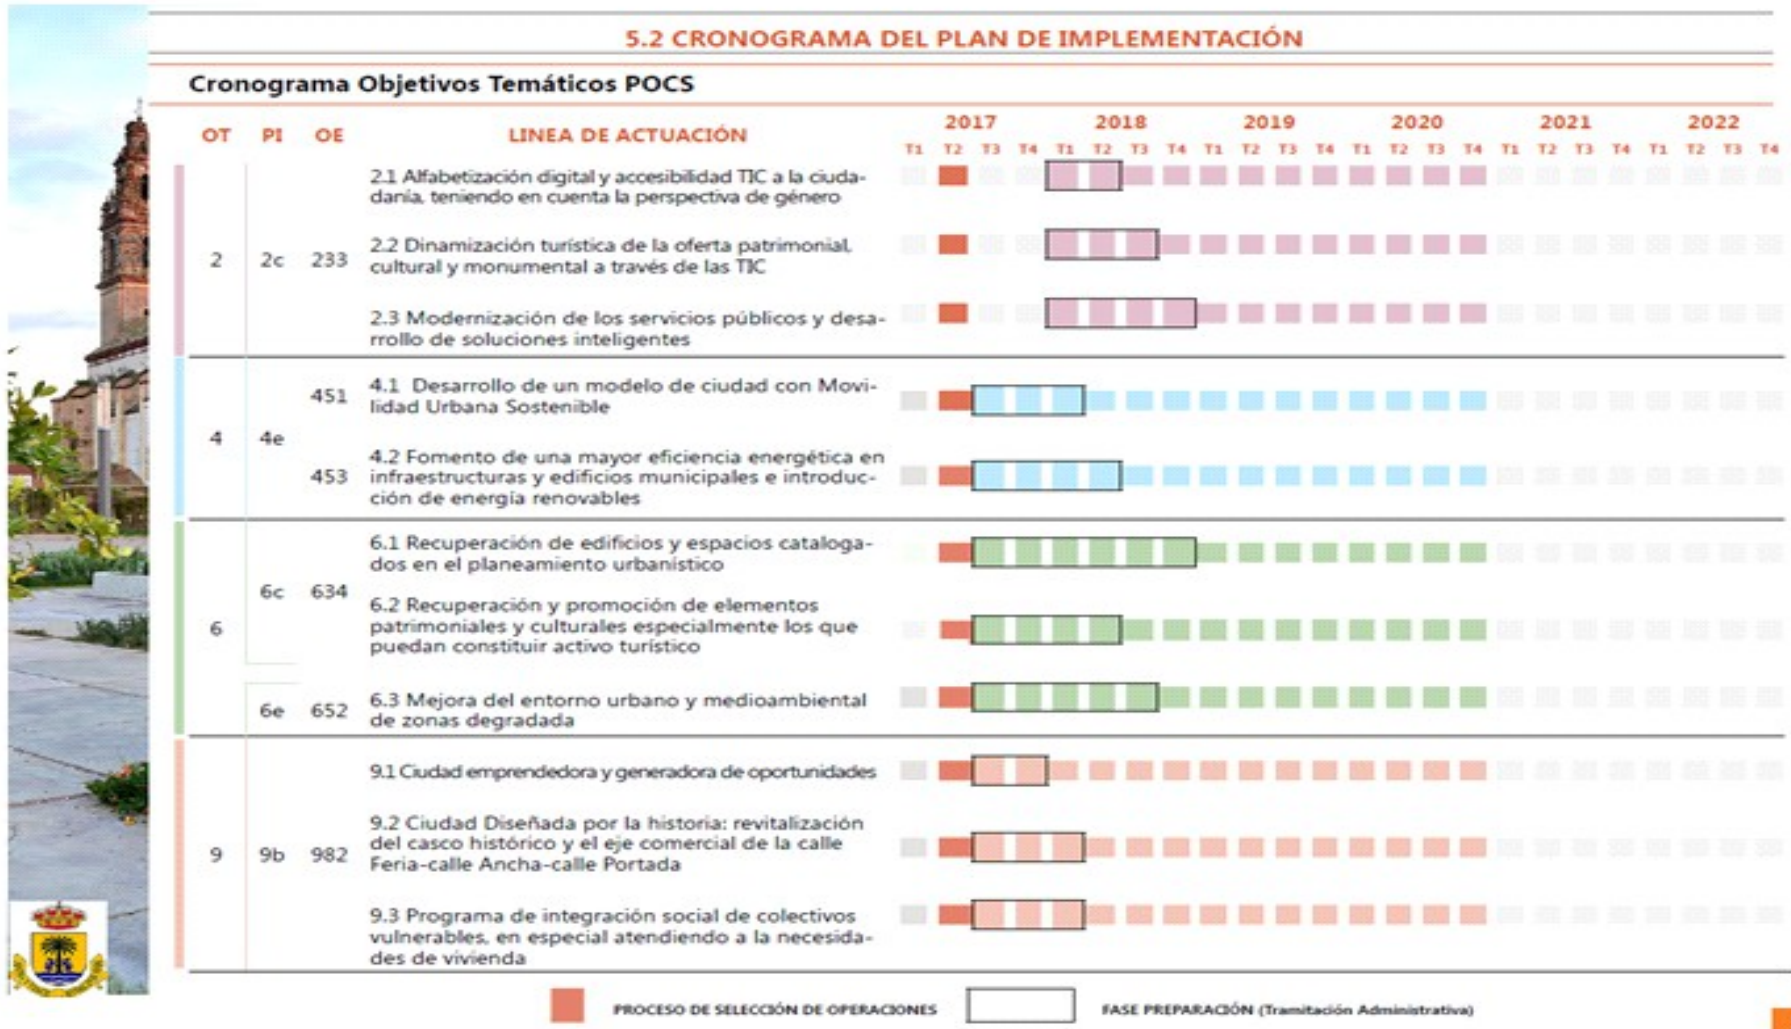 5.2 CRONOGRAMA DEL PLAN DE IMPLEMENTACIÓN
Cronograma Objetivos Temáticos POCS
OT PI OE LINEA DE ACTUACIÓN 2017 2018 2019 2020 2021 2022
T1 T2 T3 T4 T1 T2 T3 T4 T1 T2 T3 T4 T1 T2 T3 T4 T1 T2 T3 T4 T1 T2 T3 T4
2 2c 233
2.1 Alfabetización digital y accesibilidad TIC a la ciuda-
danía, teniendo en cuenta la perspectiva de género
2.2 Dinamización turística de la oferta patrimonial,
cultural y monumental a través de las TIC
2.3 Modernización de los servicios públicos y desa-
rrollo de soluciones inteligentes
4 4e
451
4.1 Desarrollo de un modelo de ciudad con Movi-
lidad Urbana Sostenible
453
4.2 Fomento de una mayor eficiencia energética en
infraestructuras y edificios municipales e introduc-
ción de energía renovables
6
6c 634
6.1 Recuperación de edificios y espacios cataloga-
dos en el planeamiento urbanístico
6.2 Recuperación y promoción de elementos
patrimoniales y culturales especialmente los que
puedan constituir activo turístico
6e 652
6.3 Mejora del entorno urbano y medioambiental
de zonas degradada
9 9b 982
9.1 Ciudad emprendedora y generadora de oportunidades
9.2 Ciudad Diseñada por la historia: revitalización
del casco histórico y el eje comercial de la calle
Feria-calle Ancha-calle Portada
9.3 Programa de integración social de colectivos
vulnerables, en especial atendiendo a la necesida-
des de vivienda
PROCESO DE SELECCIÓN DE OPERACIONES
FASE PREPARACIÓN (Tramitación Administrativa)